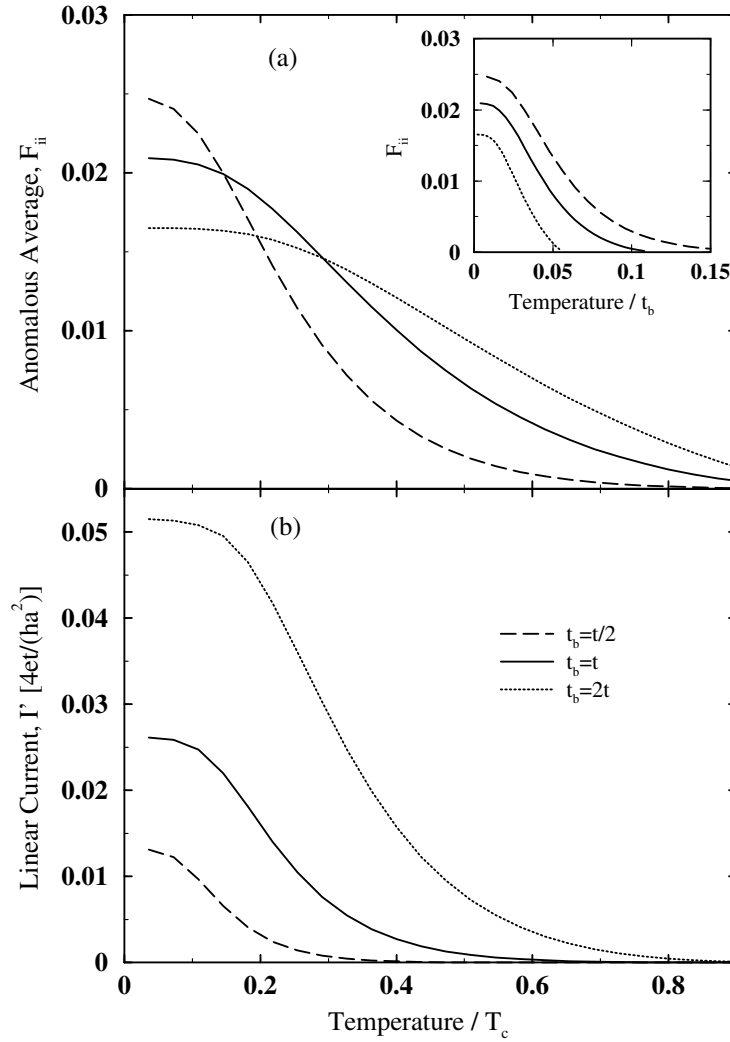 0.03
(a)
0.02
0.01
0
Anomalous Average, F_ii
0.03
0.02
0.01
0
F_ii
0
0.05
0.1
0.15
Temperature / t_b
(b)
0.05
0.04
0.03
0.02
0.01
0
Linear Current, I' [4et/(ha²)]
t_b=t/2
t_b=t
t_b=2t
0
0.2
0.4
0.6
0.8
Temperature / T_c